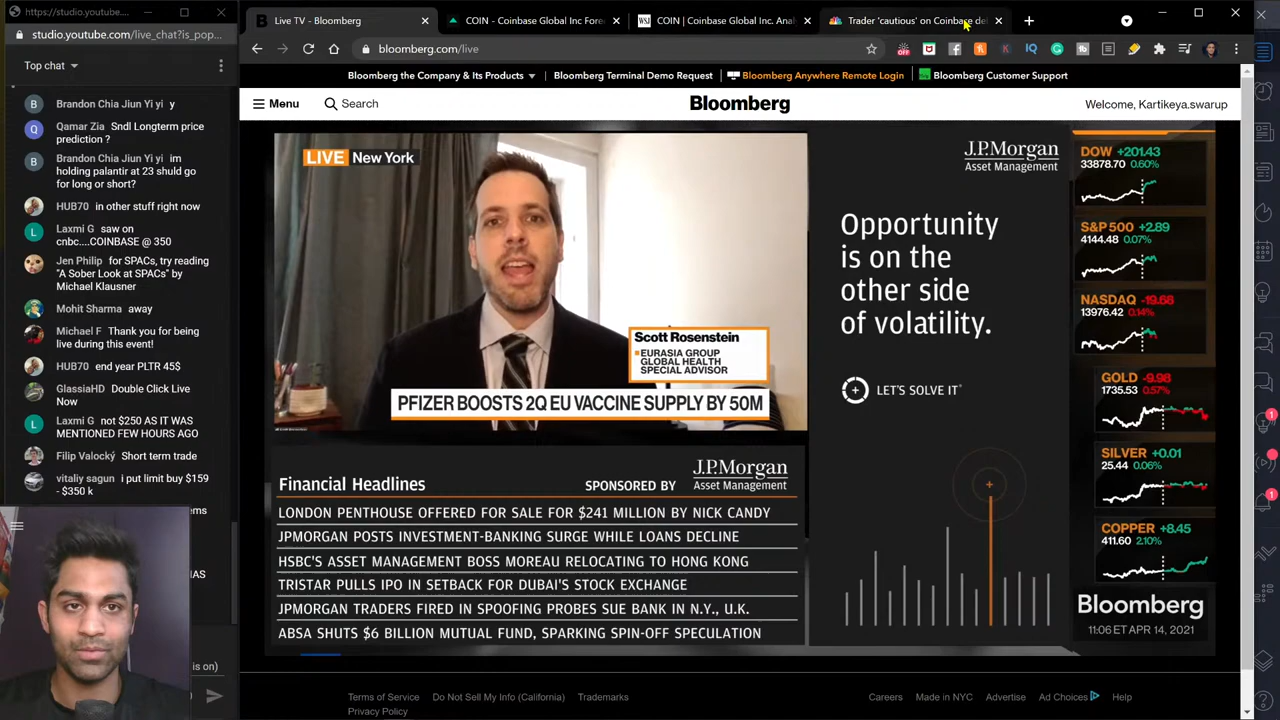 https://studio.youtube.com/live_chat?is_pop...
studio.youtube.com/live_chat?is_p...
Top chat
B Brandon Chia Jun Yi yi y
Q Qamar Zia Sndl Longterm price
prediction ?
B Brandon Chia Jun Yi yi im
holding palantir at 23 shuld go
for long or short?
HUB70 in other stuff right now
L Laxmi G saw on
cnbc....COINBASE @ 350
Jen Philip for SPACs, try reading
"A Sober Look at SPACs" by
Michael Klausner
Mohit Sharma away
Michael F Thank you for being
live during this event!
HUB70 end year PLTR 45$
GlassiaHD Double Click Live
Now
L Laxmi G not $250 AS IT WAS
MENTIONED FEW HOURS AGO
Filip Valocký Short term trade
vitaliy sagun i put limit buy $159
- $350 k
ems
IAS
is on)
Live TV - Bloomberg
COIN - Coinbase Global Inc Fore
WSJ COIN | Coinbase Global Inc. Anal
Trader 'cautious' on Coinbase de
bloomberg.com/live
Bloomberg the Company & Its Products
Bloomberg Terminal Demo Request
Bloomberg Anywhere Remote Login
Bloomberg Customer Support
Menu
Search
Bloomberg
Welcome, Kartikeya.swarup
LIVE New York
Scott Rosenstein
EURASIA GROUP
GLOBAL HEALTH
SPECIAL ADVISOR
PFIZER BOOSTS 2Q EU VACCINE SUPPLY BY 50M
Financial Headlines
SPONSORED BY
J.P.Morgan
Asset Management
LONDON PENTHOUSE OFFERED FOR SALE FOR $241 MILLION BY NICK CANDY
JPMORGAN POSTS INVESTMENT-BANKING SURGE WHILE LOANS DECLINE
HSBC'S ASSET MANAGEMENT BOSS MOREAU RELOCATING TO HONG KONG
TRISTAR PULLS IPO IN SETBACK FOR DUBAI'S STOCK EXCHANGE
JPMORGAN TRADERS FIRED IN SPOOFING PROBES SUE BANK IN N.Y., U.K.
ABSA SHUTS $6 BILLION MUTUAL FUND, SPARKING SPIN-OFF SPECULATION
J.P.Morgan
Asset Management
Opportunity
is on the
other side
of volatility.
LET'S SOLVE IT
DOW +201.43
33878.70 0.60%
S&P 500 +2.89
4144.48 0.07%
NASDAQ -19.68
13976.42 0.14%
GOLD -9.98
1735.53 0.57%
SILVER +0.01
25.44 0.06%
COPPER +8.45
411.60 2.10%
Bloomberg
11:06 ET APR 14, 2021
Terms of Service
Do Not Sell My Info (California)
Trademarks
Privacy Policy
Careers
Made in NYC
Advertise
Ad Choices
Help